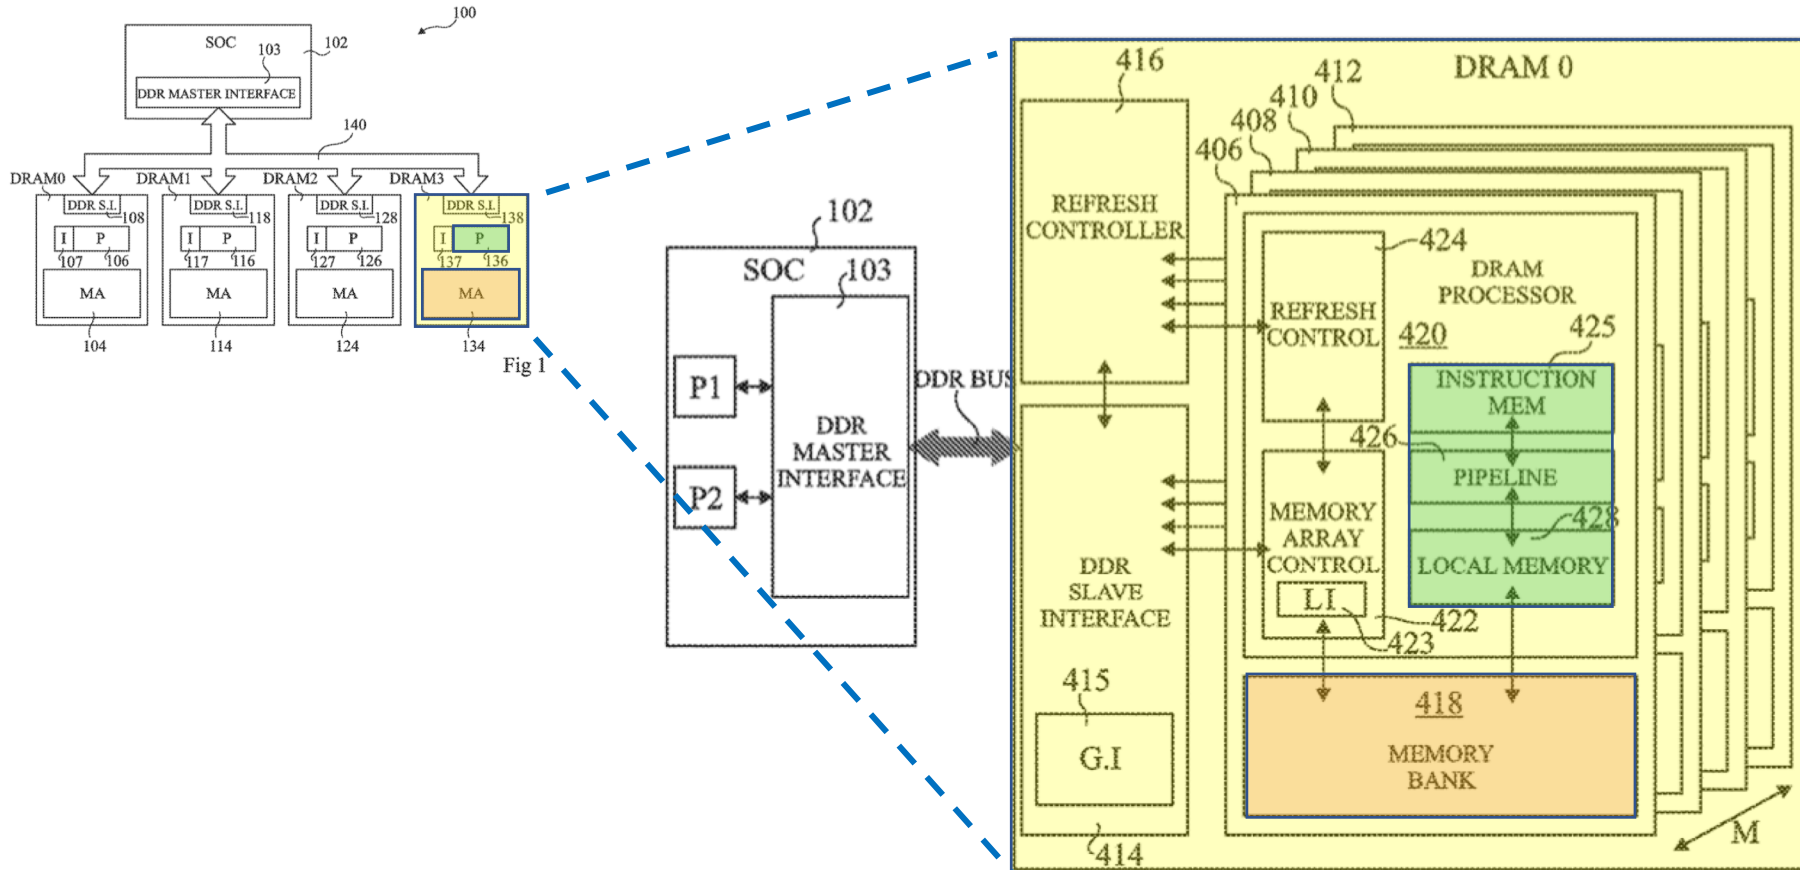 100
SOC
102
103
DDR MASTER INTERFACE
140
DRAM0
DRAM1
DRAM2
DRAM3
DDR S.I.
108
DDR S.I.
118
DDR S.I.
128
DDR S.I.
138
I
P
I
P
I
P
I
P
107
106
117
116
127
126
137
136
MA
MA
MA
MA
104
114
124
134
Fig 1
102
SOC
103
P1
P2
DDR
MASTER
INTERFACE
DDR BUS
DRAM 0
416
412
410
408
406
REFRESH
CONTROLLER
424
DRAM
PROCESSOR
REFRESH
CONTROL
420
425
INSTRUCTION
MEM
426
PIPELINE
428
LOCAL MEMORY
MEMORY
ARRAY
CONTROL
LI
422
423
DDR
SLAVE
INTERFACE
415
G.I
414
418
MEMORY
BANK
M